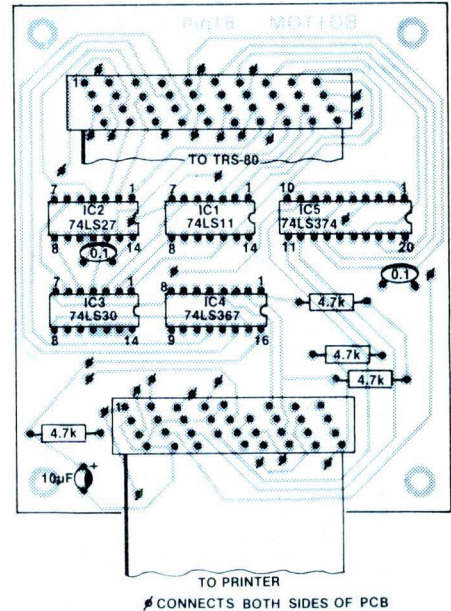 BOTTOM
1
TO TRS-80
7 1 7 1 10 1
IC2 IC1 IC5
74LS27 74LS11 74LS374
8 14 8 14 11 20
0.1 0.1
7 1 8 1
IC3 IC4 4.7k
74LS30 74LS367
8 14 9 16
4.7k
4.7k
1
4.7k
10µF +
TO PRINTER
CONNECTS BOTH SIDES OF PCB